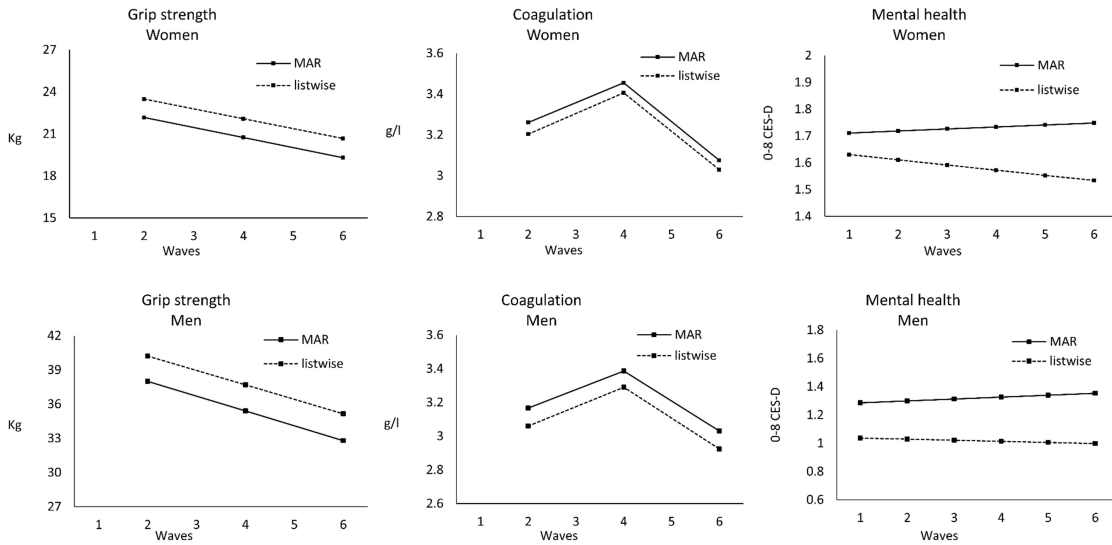 Grip strength
Women
MAR
listwise
Kg
27
24
21
18
15
1 2 3 4 5 6
Waves
Coagulation
Women
MAR
listwise
g/l
3.6
3.4
3.2
3
2.8
1 2 3 4 5 6
Waves
Mental health
Women
MAR
listwise
0-8 CES-D
2
1.9
1.8
1.7
1.6
1.5
1.4
1 2 3 4 5 6
Waves
Grip strength
Men
MAR
listwise
Kg
42
39
36
33
30
27
1 2 3 4 5 6
Waves
Coagulation
Men
MAR
listwise
g/l
3.6
3.4
3.2
3
2.8
2.6
1 2 3 4 5 6
Waves
Mental health
Men
MAR
listwise
0-8 CES-D
1.8
1.6
1.4
1.2
1
0.8
0.6
1 2 3 4 5 6
Waves